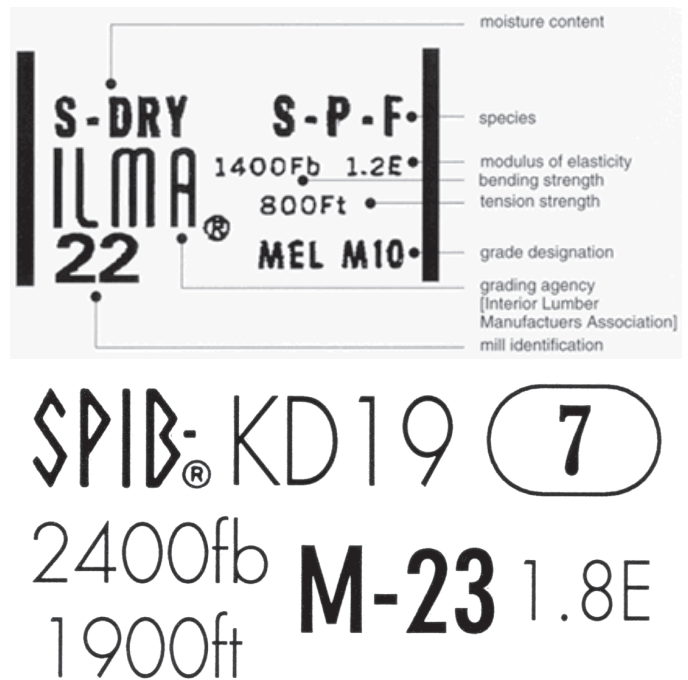 moisture content
S-DRY S-P-F
species
ILMA® 1400Fb 1.2E
modulus of elasticity
bending strength
800Ft
tension strength
22 MEL M10
grade designation
grading agency
[Interior Lumber
Manufactuers Association]
mill identification
SPIB® KD19 7
2400fb M-23 1.8E
1900ft